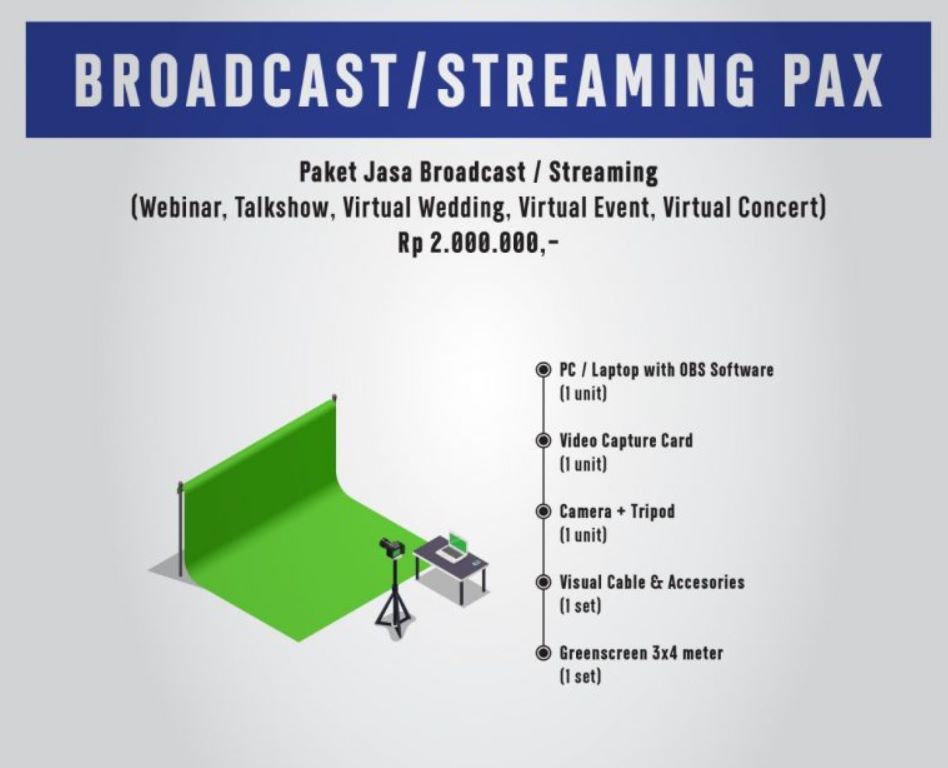 BROADCAST/STREAMING PAX
Paket Jasa Broadcast / Streaming
(Webinar, Talkshow, Virtual Wedding, Virtual Event, Virtual Concert)
Rp 2.000.000,-
PC / Laptop with OBS Software
(1 unit)
Video Capture Card
(1 unit)
Camera + Tripod
(1 unit)
Visual Cable & Accesories
(1 set)
Greenscreen 3x4 meter
(1 set)